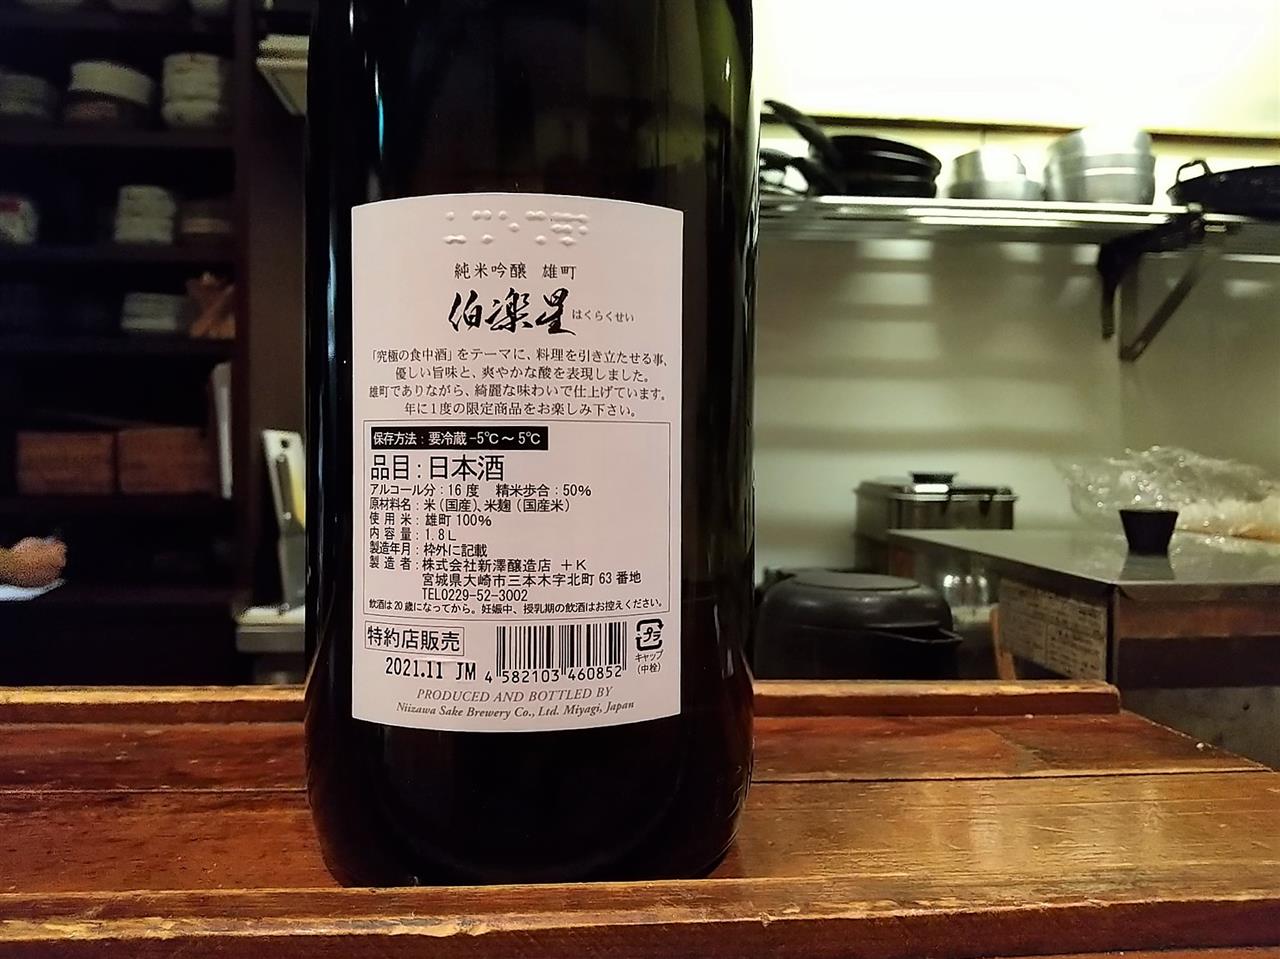 純米吟醸 雄町
伯楽星 はくらくせい
「究極の食中酒」をテーマに、料理を引き立たせる事、
優しい旨味と、爽やかな酸を表現しました。
雄町でありながら、綺麗な味わいで仕上げています。
年に1度の限定商品をお楽しみ下さい。
保存方法：要冷蔵 -5℃～5℃
品目：日本酒
アルコール分：16度 精米歩合：50%
原材料名：米（国産）、米麹（国産米）
使用米：雄町100%
内容量：1.8L
製造年月：枠外に記載
製造者：株式会社新澤醸造店 +K
宮城県大崎市三本木字北町63番地
TEL0229-52-3002
飲酒は20歳になってから。妊娠中、授乳期の飲酒はお控えください。
特約店販売
2021.11 JM
4 582103 460852
プラ
キャップ
(中栓)
PRODUCED AND BOTTLED BY
Niizawa Sake Brewery Co., Ltd. Miyagi, Japan